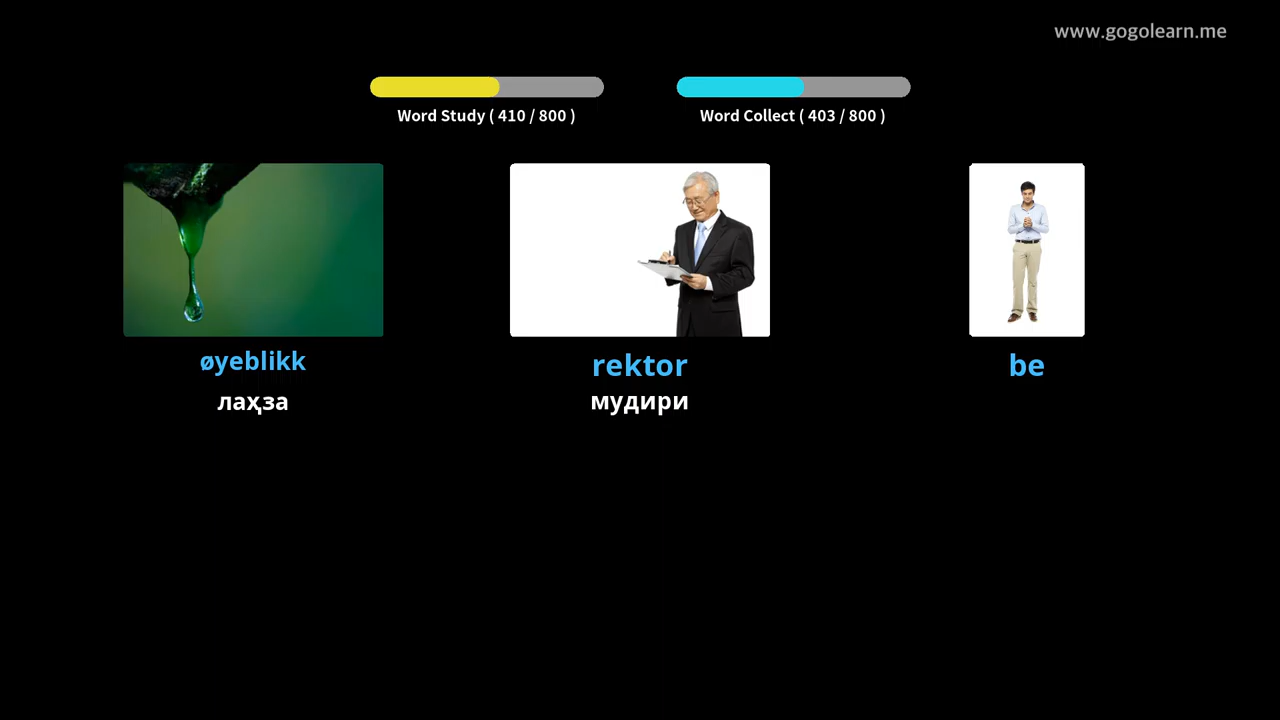 www.gogolearn.me
Word Study ( 410 / 800 )
Word Collect ( 403 / 800 )
øyeblikk
rektor
be
лаҳза
мудири